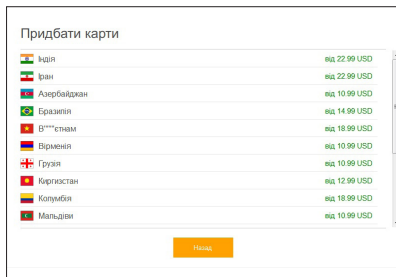 Придбати карти
Індія від 22.99 USD
Іран від 22.99 USD
Азербайджан від 10.99 USD
Бразилія від 14.99 USD
В****єтнам від 18.99 USD
Вірменія від 10.99 USD
Грузія від 10.99 USD
Киргизстан від 12.99 USD
Колумбія від 18.99 USD
Мальдіви від 10.99 USD
Назад